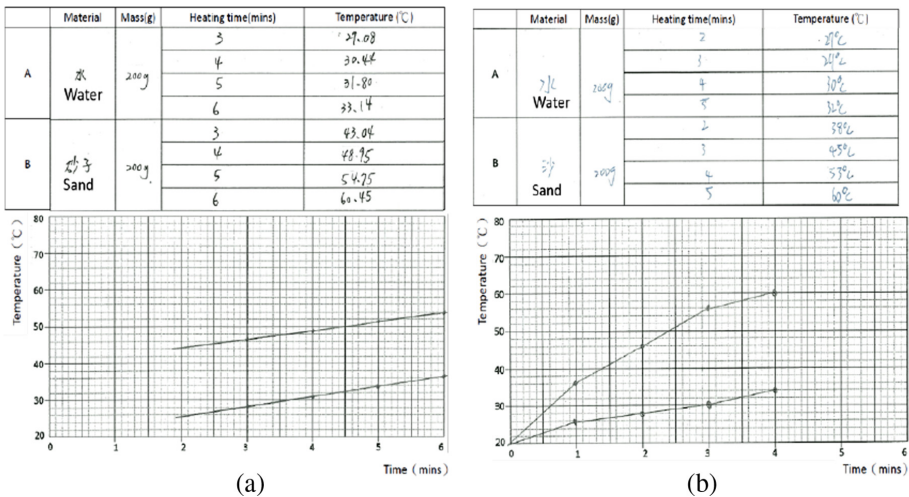 Material Mass(g) Heating time(mins) Temperature (℃)
A 水 Water 200g 3 29.08
4 30.44
5 31.80
6 33.14
B 砂子 Sand 200g. 3 43.04
4 48.95
5 54.75
6 60.45
Temperature (℃)
80
70
60
50
40
30
20
0 1 2 3 4 5 6
Time (mins)
(a)
Material Mass(g) Heating time(mins) Temperature (℃)
A 水 Water 200g 2 27℃
3
4 30℃
5 32℃
B 沙 Sand 200g 2 38℃
3 45℃
4 53℃
5 60℃
Temperature (℃)
80
70
60
50
40
30
20
0 1 2 3 4 5 6
Time (mins)
(b)